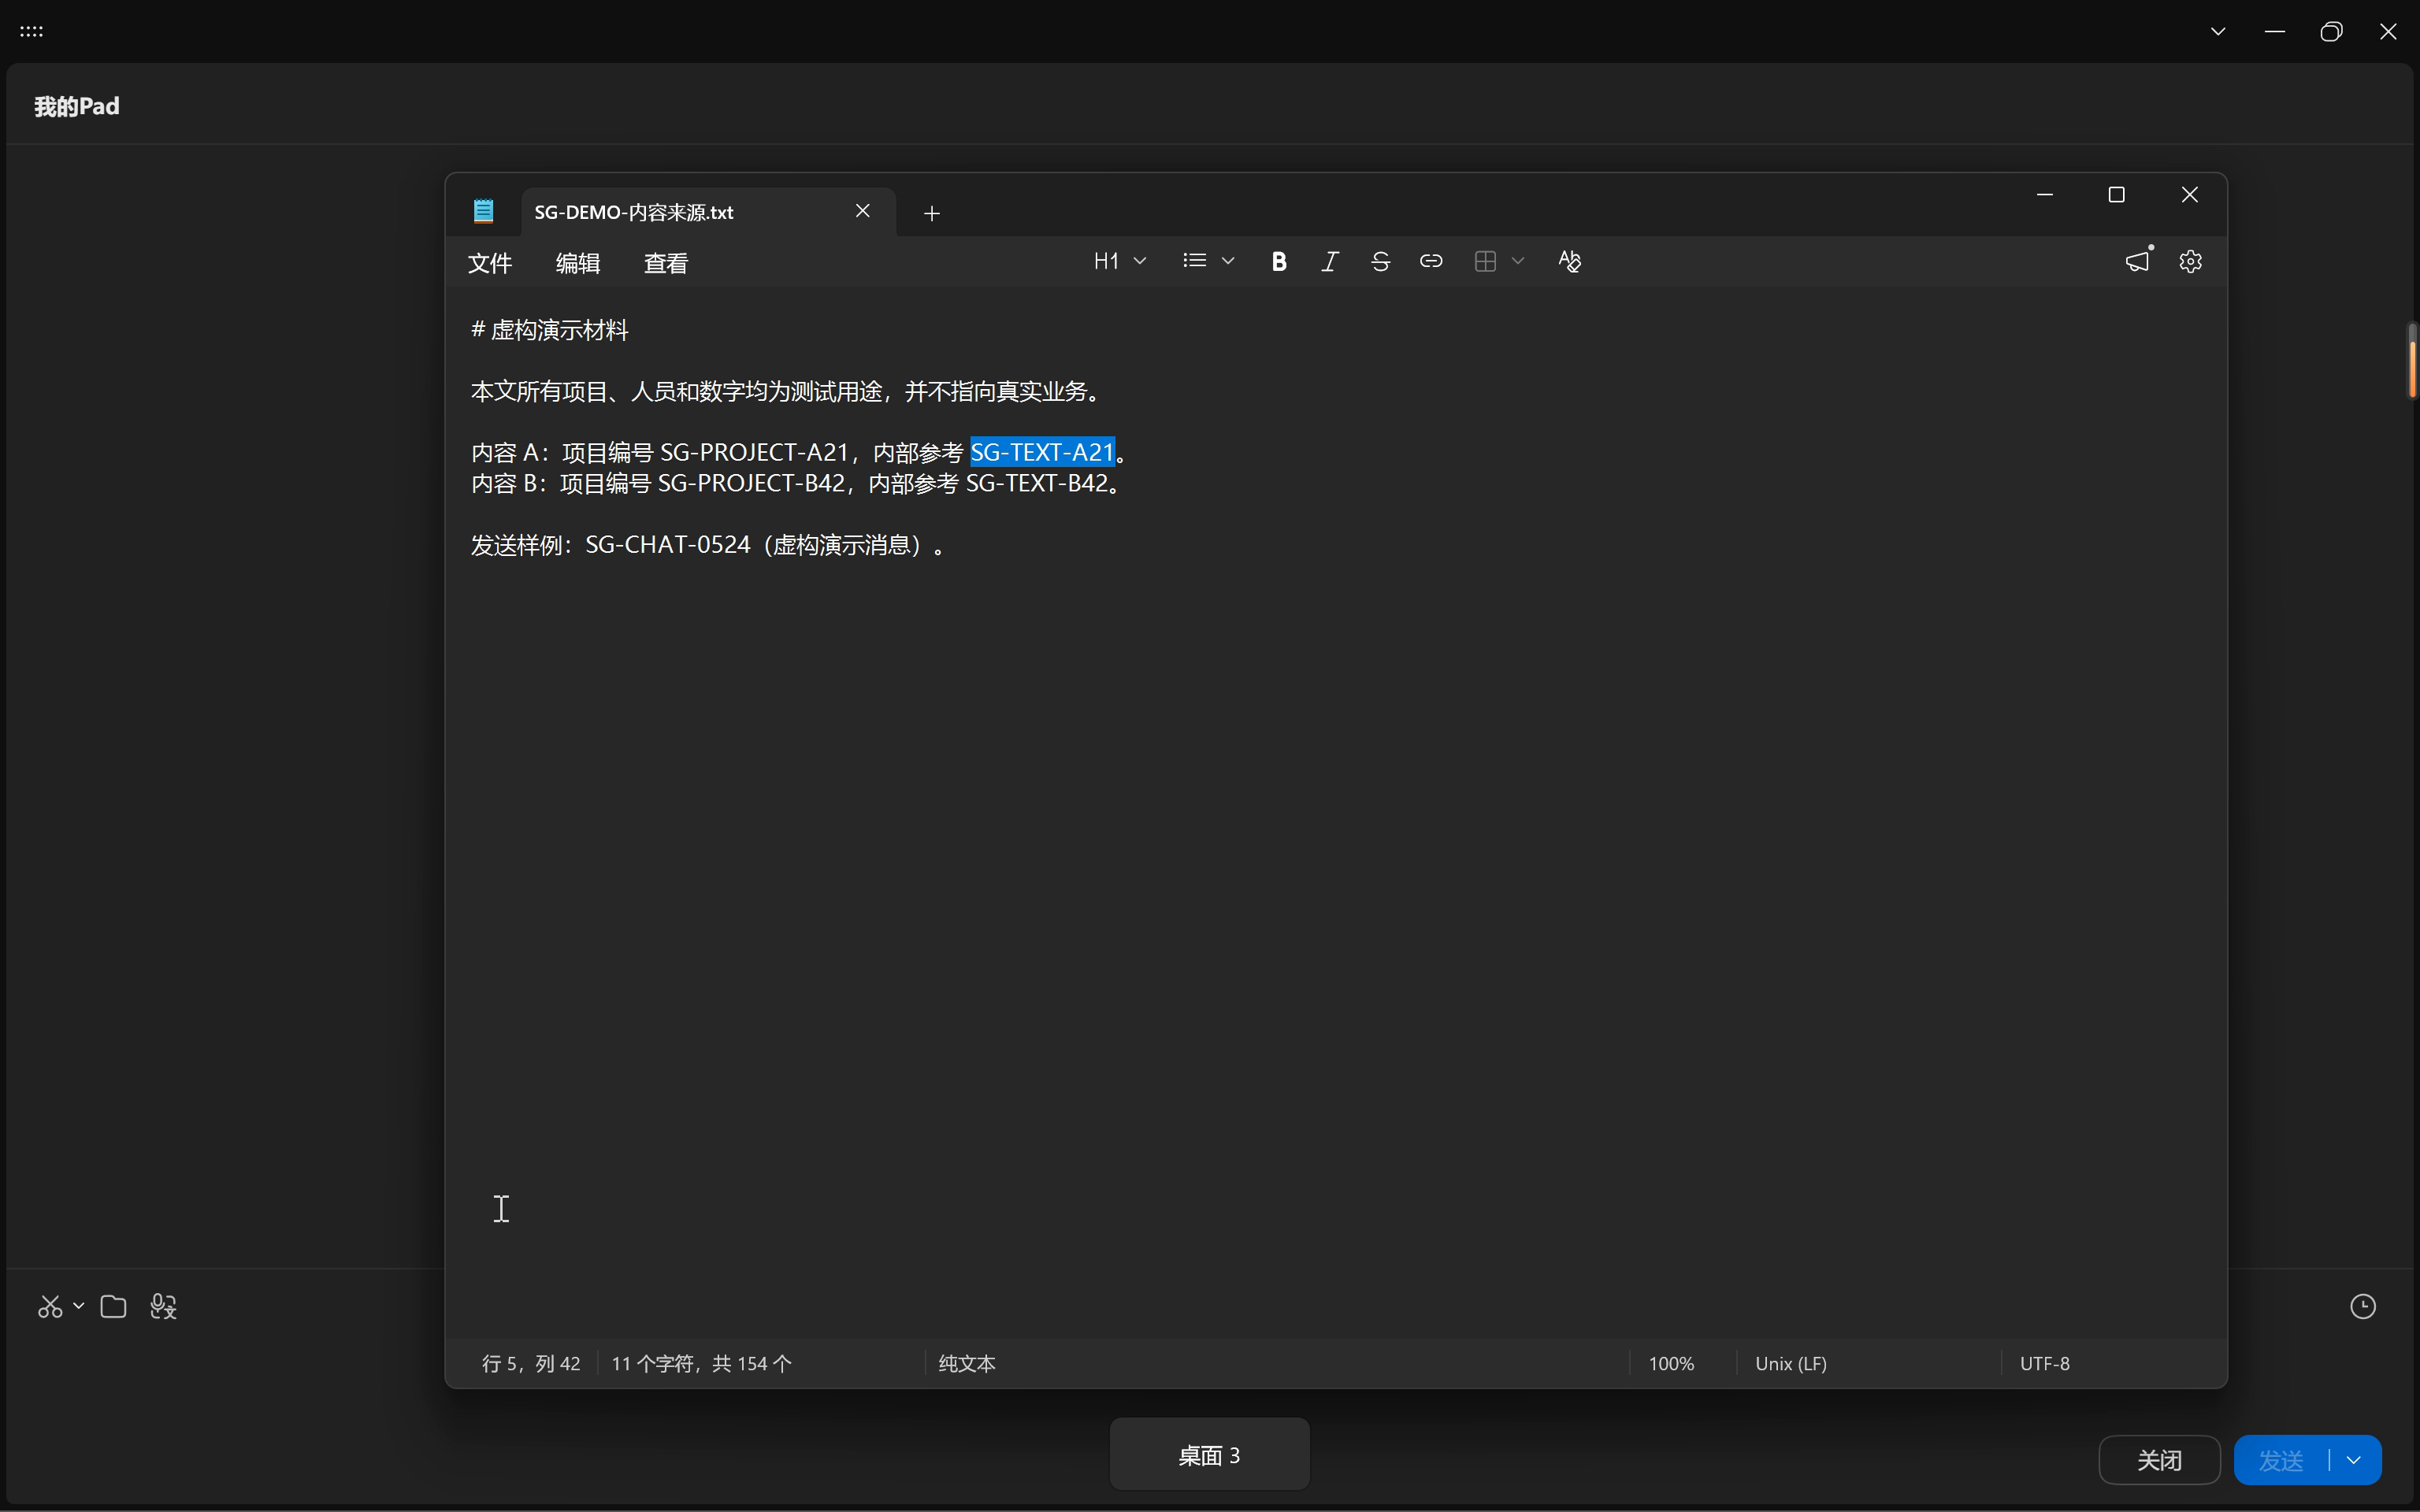 我的Pad
SG-DEMO-内容来源.txt
文件 编辑 查看 H1 B I S
# 虚构演示材料
本文所有项目、人员和数字均为测试用途，并不指向真实业务。
内容 A：项目编号 SG-PROJECT-A21，内部参考 SG-TEXT-A21。
内容 B：项目编号 SG-PROJECT-B42，内部参考 SG-TEXT-B42。
发送样例：SG-CHAT-0524（虚构演示消息）。
行 5，列 42 11 个字符，共 154 个 纯文本 100% Unix (LF) UTF-8
桌面 3
关闭 发送